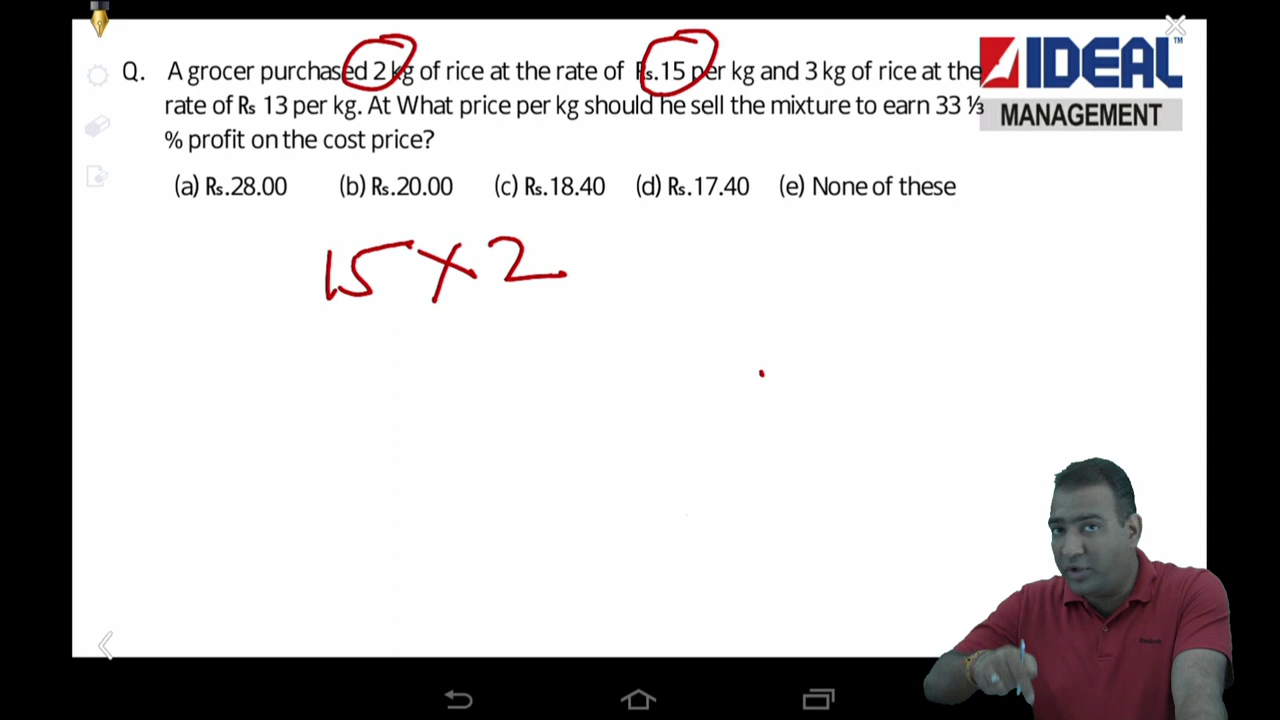 Q. A grocer purchased 2 kg of rice at the rate of Rs.15 per kg and 3 kg of rice at the
rate of Rs 13 per kg. At What price per kg should he sell the mixture to earn 33 ⅓
% profit on the cost price?
(a) Rs.28.00 (b) Rs.20.00 (c) Rs.18.40 (d) Rs.17.40 (e) None of these
15 × 2
IDEAL™
MANAGEMENT